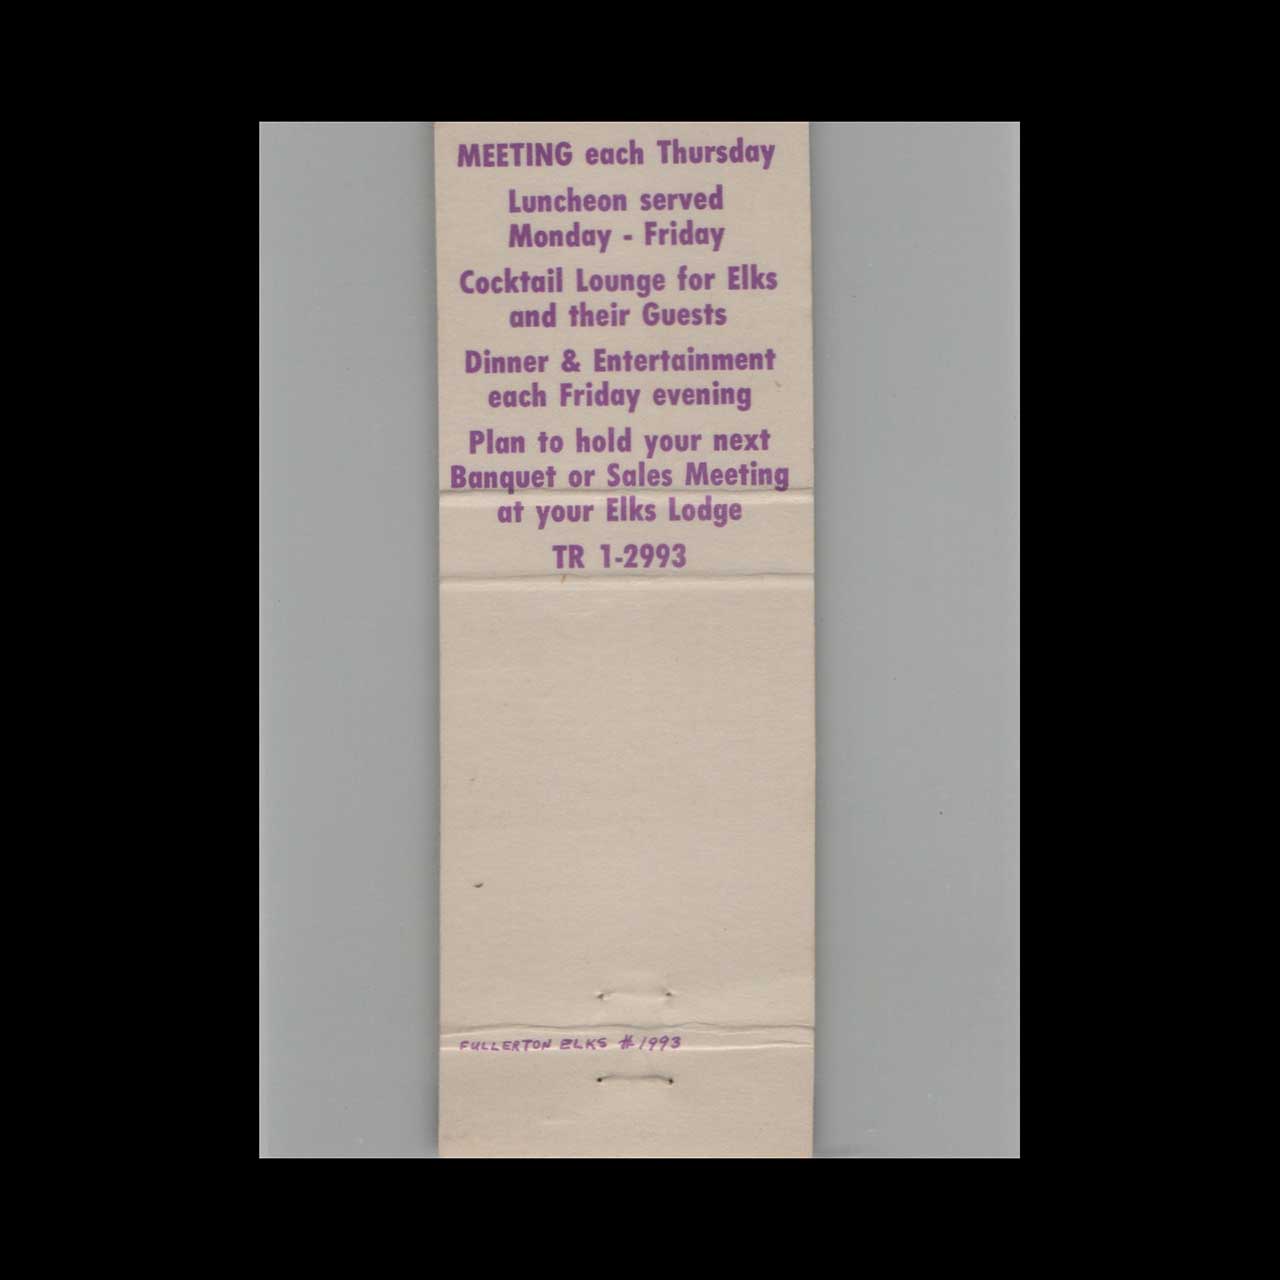 MEETING each Thursday
Luncheon served
Monday - Friday
Cocktail Lounge for Elks
and their Guests
Dinner & Entertainment
each Friday evening
Plan to hold your next
Banquet or Sales Meeting
at your Elks Lodge
TR 1-2993
FULLERTON ELKS # 1993